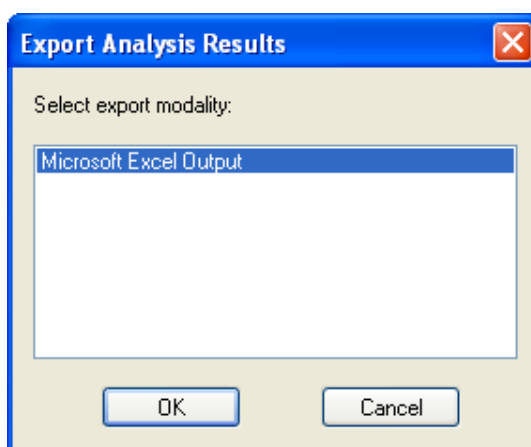 Export Analysis Results
Select export modality:
Microsoft Excel Output
OK
Cancel